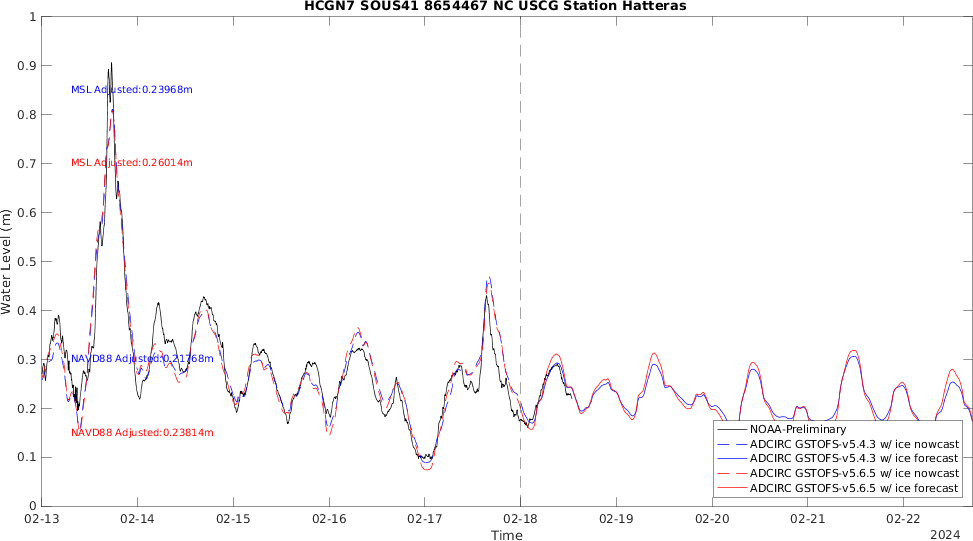 HCGN7 SOUS41 8654467 NC USCG Station Hatteras
1
0.9
0.8
0.7
0.6
0.5
0.4
0.3
0.2
0.1
0
Water Level (m)
MSL Adjusted:0.23968m
MSL Adjusted:0.26014m
NAVD88 Adjusted:0.21768m
NAVD88 Adjusted:0.23814m
NOAA-Preliminary
ADCIRC GSTOFS-v5.4.3 w/ ice nowcast
ADCIRC GSTOFS-v5.4.3 w/ ice forecast
ADCIRC GSTOFS-v5.6.5 w/ ice nowcast
ADCIRC GSTOFS-v5.6.5 w/ ice forecast
02-13 02-14 02-15 02-16 02-17 02-18 02-19 02-20 02-21 02-22
Time
2024